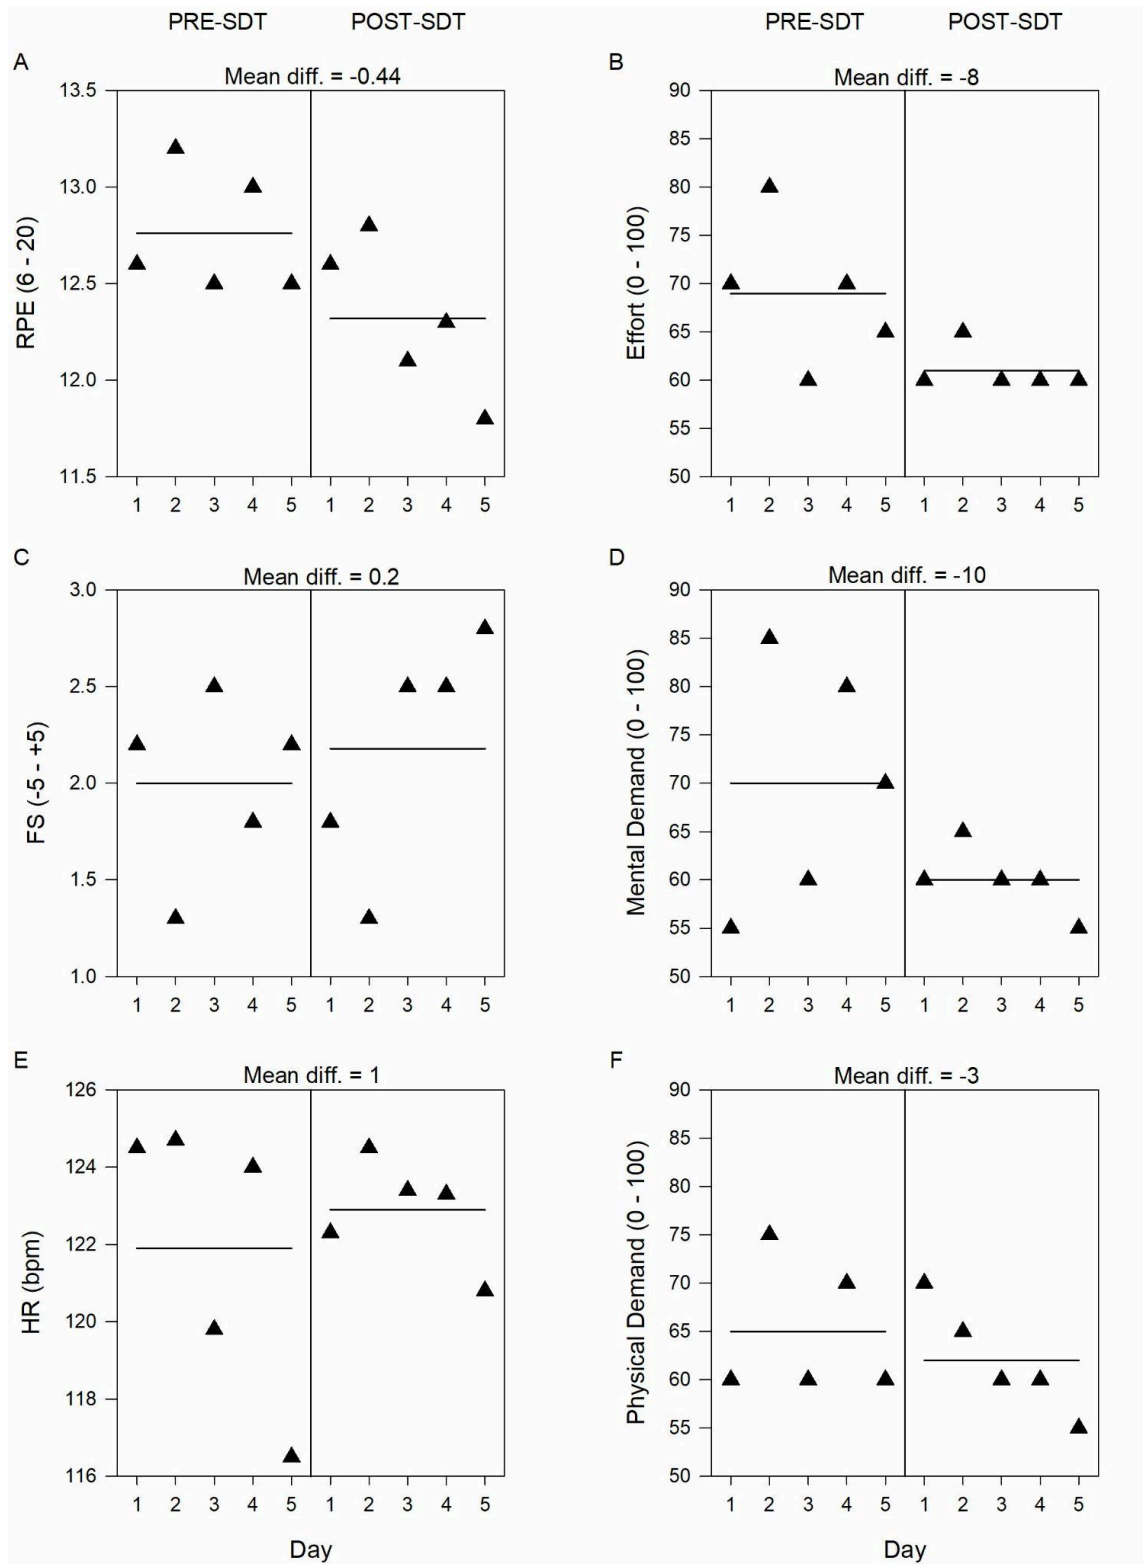 PRE-SDT POST-SDT PRE-SDT POST-SDT
A
Mean diff. = -0.44
RPE (6 - 20)
13.5
13.0
12.5
12.0
11.5
1 2 3 4 5 1 2 3 4 5
B
Mean diff. = -8
Effort (0 - 100)
90
85
80
75
70
65
60
55
50
1 2 3 4 5 1 2 3 4 5
C
Mean diff. = 0.2
FS (-5 - +5)
3.0
2.5
2.0
1.5
1.0
1 2 3 4 5 1 2 3 4 5
D
Mean diff. = -10
Mental Demand (0 - 100)
90
85
80
75
70
65
60
55
50
1 2 3 4 5 1 2 3 4 5
E
Mean diff. = 1
HR (bpm)
126
124
122
120
118
116
1 2 3 4 5 1 2 3 4 5
Day
F
Mean diff. = -3
Physical Demand (0 - 100)
90
85
80
75
70
65
60
55
50
1 2 3 4 5 1 2 3 4 5
Day